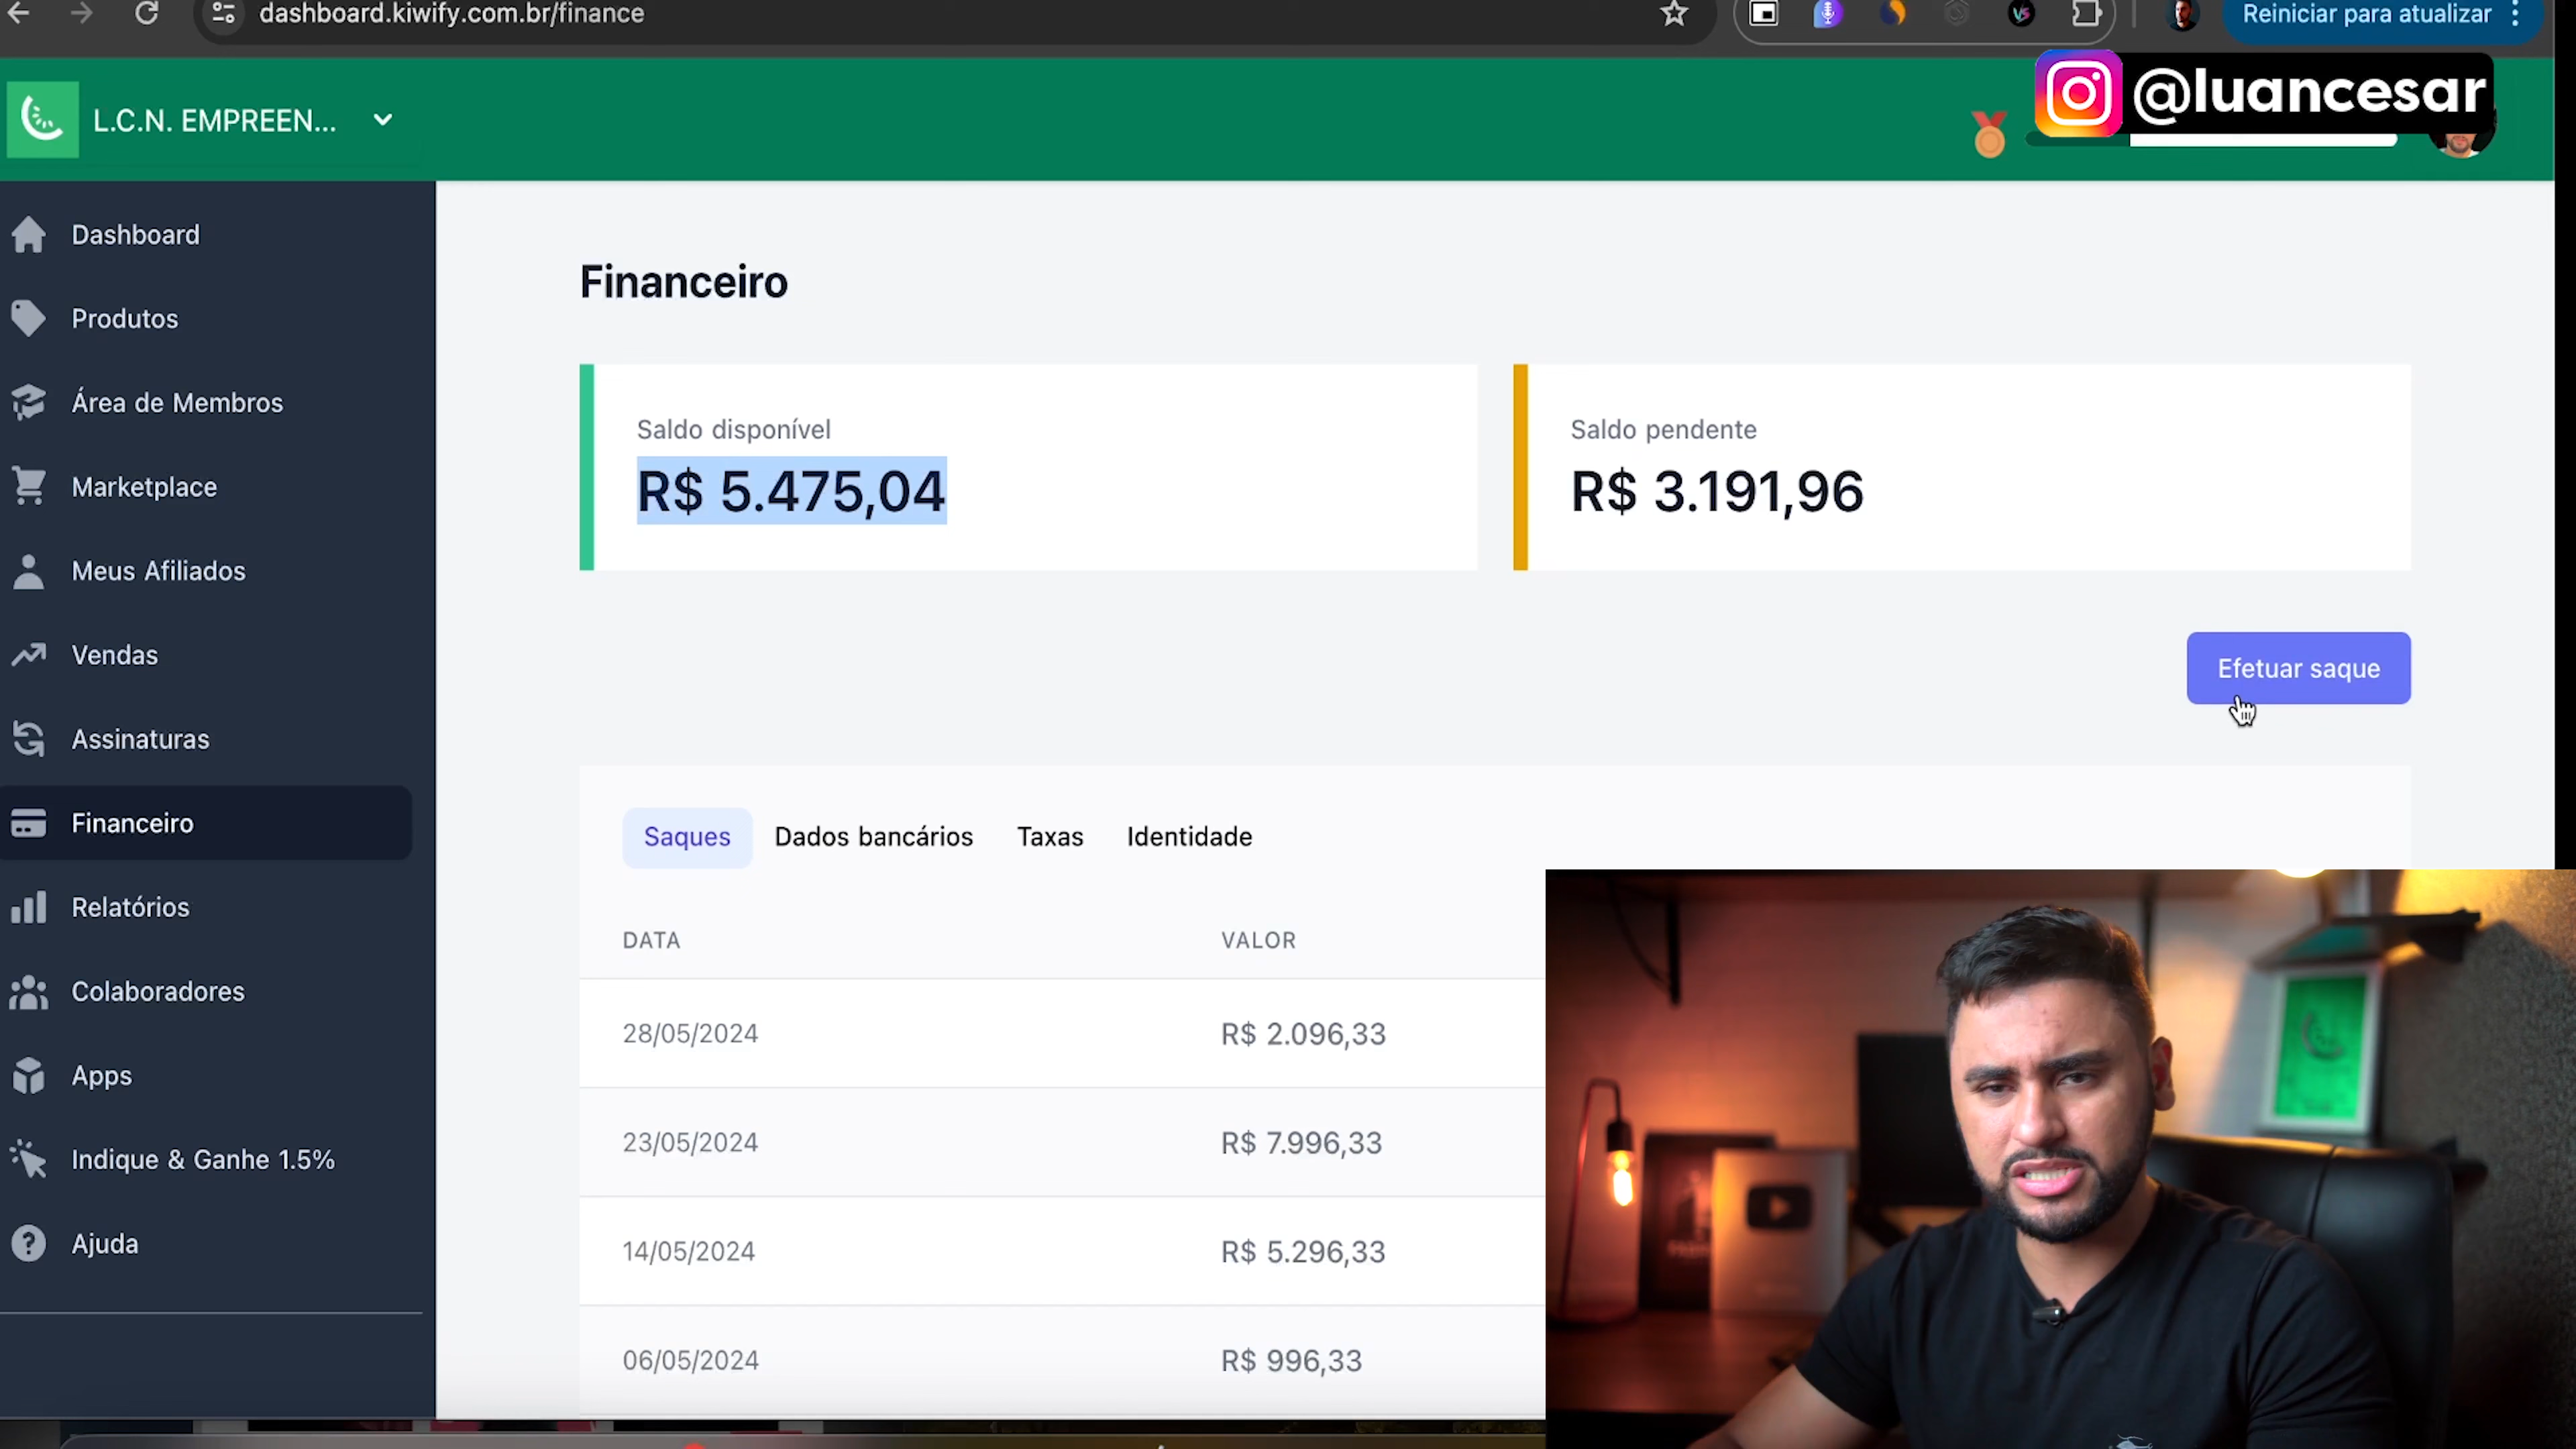 dashboard.kiwify.com.br/finance
Reiniciar para atualizar
@luancesar
L.C.N. EMPREEN...
Dashboard
Produtos
Área de Membros
Marketplace
Meus Afiliados
Vendas
Assinaturas
Financeiro
Relatórios
Colaboradores
Apps
Indique & Ganhe 1.5%
Ajuda
Financeiro
Saldo disponível
R$ 5.475,04
Saldo pendente
R$ 3.191,96
Efetuar saque
Saques Dados bancários Taxas Identidade
DATA VALOR
28/05/2024 R$ 2.096,33
23/05/2024 R$ 7.996,33
14/05/2024 R$ 5.296,33
06/05/2024 R$ 996,33